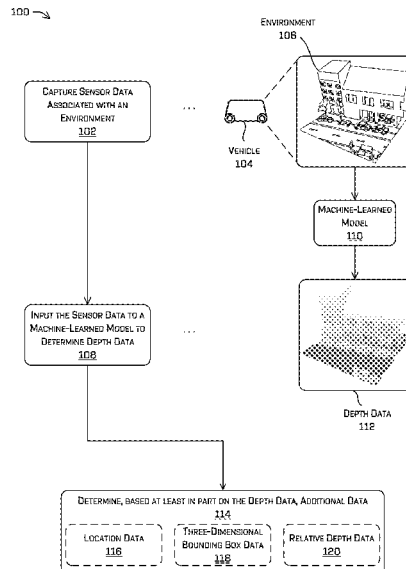 100
ENVIRONMENT
106
CAPTURE SENSOR DATA
ASSOCIATED WITH AN
ENVIRONMENT
102
...
VEHICLE
104
MACHINE-LEARNED
MODEL
110
INPUT THE SENSOR DATA TO A
MACHINE-LEARNED MODEL TO
DETERMINE DEPTH DATA
108
...
DEPTH DATA
112
DETERMINE, BASED AT LEAST IN PART ON THE DEPTH DATA, ADDITIONAL DATA
114
LOCATION DATA
116
THREE-DIMENSIONAL
BOUNDING BOX DATA
118
RELATIVE DEPTH DATA
120